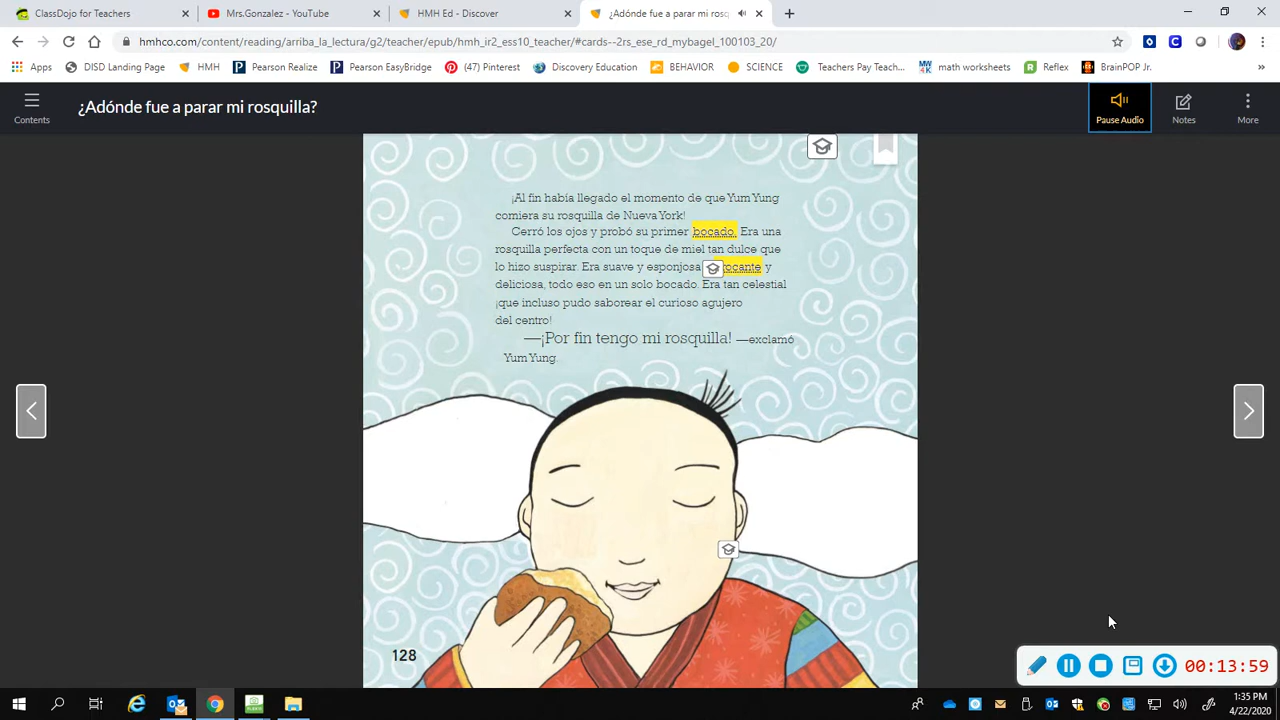 ClassDojo for Teachers
Mrs.Gonzalez - YouTube
HMH Ed - Discover
¿Adónde fue a parar mi rosq
hmhco.com/content/reading/arriba_la_lectura/g2/teacher/epub/hmh_ir2_ess10_teacher/#cards--2rs_ese_rd_mybagel_100103_20/
Apps DISD Landing Page HMH Pearson Realize Pearson EasyBridge (47) Pinterest Discovery Education BEHAVIOR SCIENCE Teachers Pay Teach... math worksheets Reflex BrainPOP Jr. »
Contents
¿Adónde fue a parar mi rosquilla?
Pause Audio
Notes
More
¡Al fin había llegado el momento de que Yum Yung
comiera su rosquilla de Nueva York!
Cerró los ojos y probó su primer bocado. Era una
rosquilla perfecta con un toque de miel tan dulce que
lo hizo suspirar. Era suave y esponjosa, rocante y
deliciosa, todo eso en un solo bocado. Era tan celestial
¡que incluso pudo saborear el curioso agujero
del centro!
—¡Por fin tengo mi rosquilla! —exclamó
Yum Yung.
128
00:13:59
1:35 PM
4/22/2020